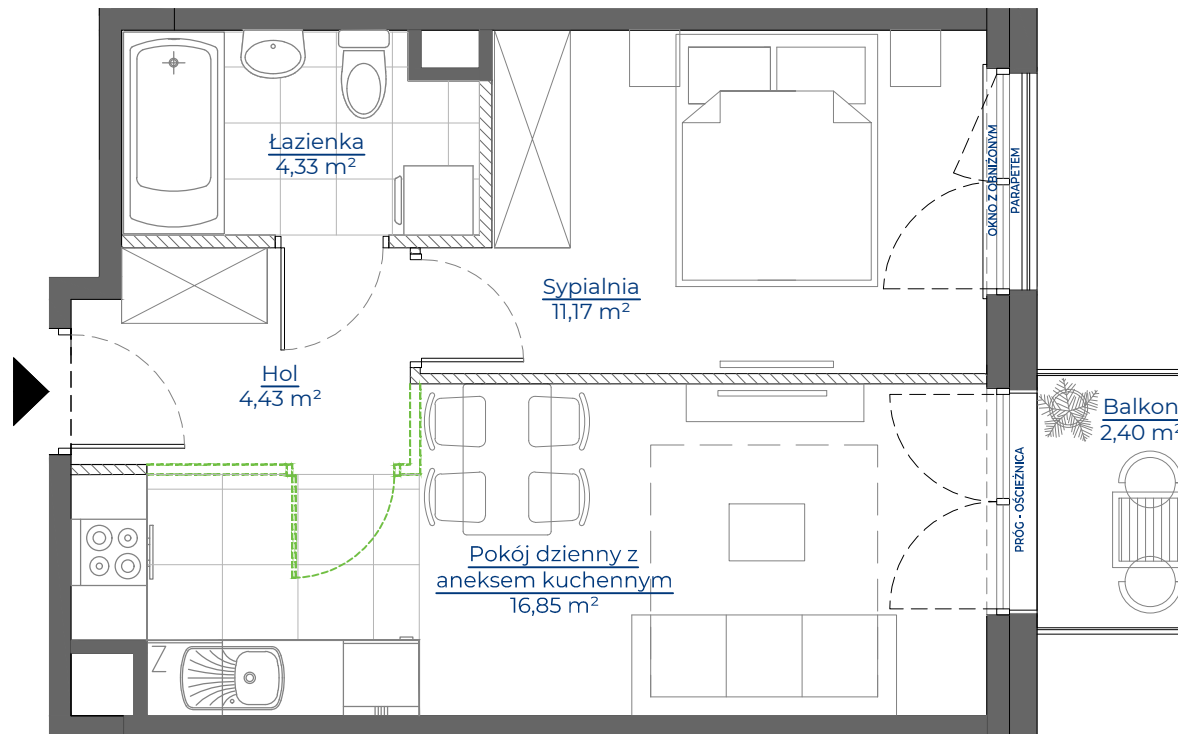 Łazienka
4,33 m²
Sypialnia
11,17 m²
OKNO Z OBNIŻONYM
PARAPETEM
Hol
4,43 m²
Balkon
2,40 m²
PRÓG - OŚCIEŻNICA
Pokój dzienny z
aneksem kuchennym
16,85 m²
Z